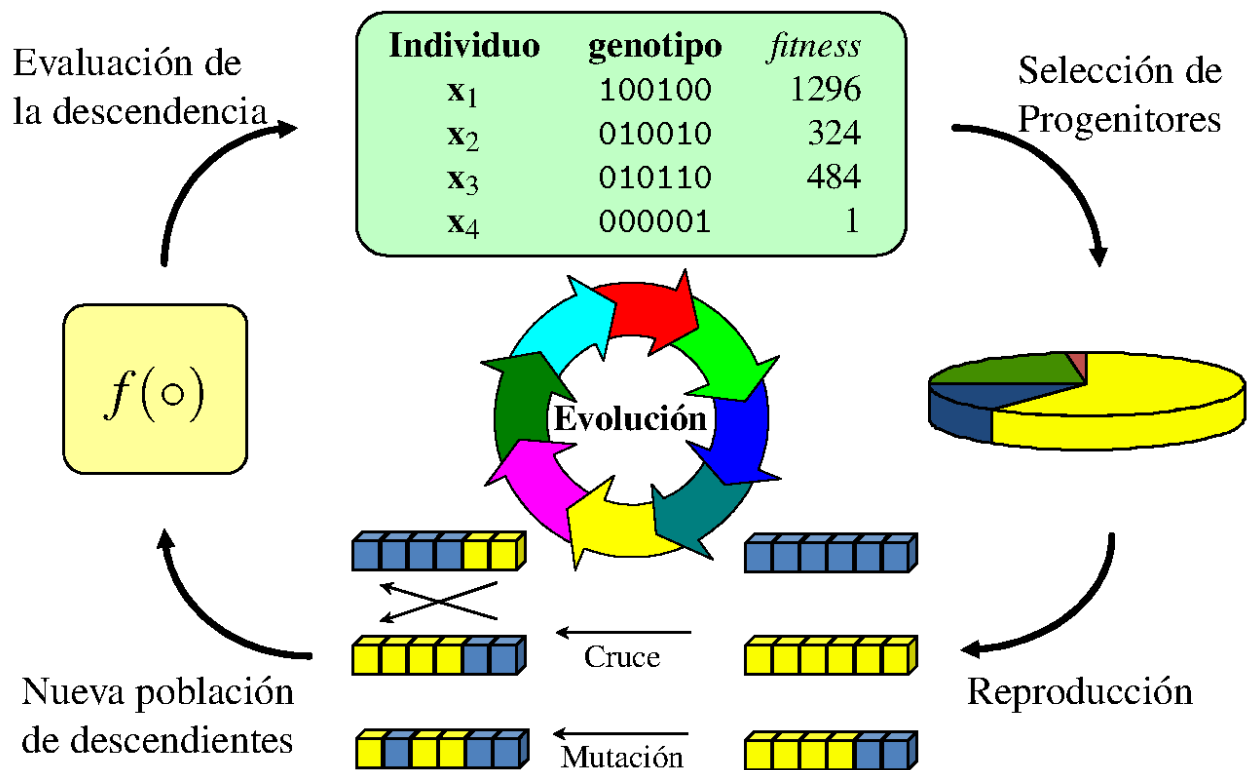 Evaluación de
la descendencia
Individuo genotipo fitness
x1 100100 1296
x2 010010 324
x3 010110 484
x4 000001 1
Selección de
Progenitores
f(∘)
Evolución
Cruce
Mutación
Reproducción
Nueva población
de descendientes